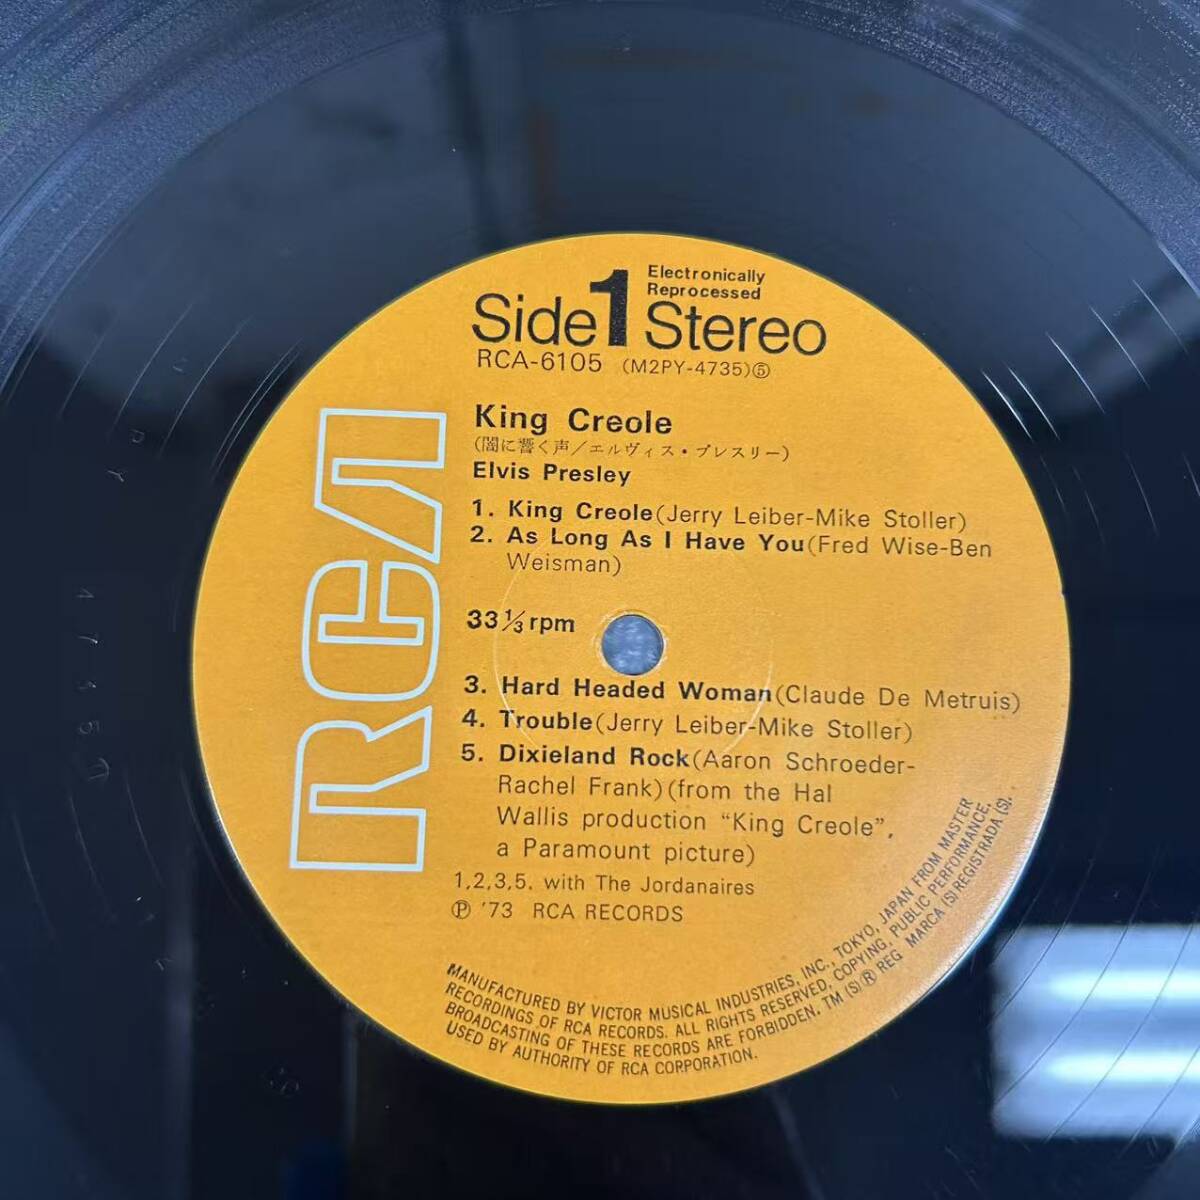 Electronically
Reprocessed
Side 1 Stereo
RCA-6105 (M2PY-4735)⑤
King Creole
(闇に響く声/エルヴィス・プレスリー)
Elvis Presley
1. King Creole(Jerry Leiber-Mike Stoller)
2. As Long As I Have You(Fred Wise-Ben
Weisman)
33⅓rpm
3. Hard Headed Woman(Claude De Metruis)
4. Trouble(Jerry Leiber-Mike Stoller)
5. Dixieland Rock(Aaron Schroeder-
Rachel Frank)(from the Hal
Wallis production "King Creole",
a Paramount picture)
1,2,3,5. with The Jordanaires
Ⓟ '73 RCA RECORDS
RCA
MANUFACTURED BY VICTOR MUSICAL INDUSTRIES, INC., TOKYO, JAPAN FROM MASTER
RECORDINGS OF RCA RECORDS. ALL RIGHTS RESERVED, COPYING, PUBLIC PERFORMANCE,
BROADCASTING OF THESE RECORDS ARE FORBIDDEN. TM(S)® REG MARCA(S)REGISTRADA(S).
USED BY AUTHORITY OF RCA CORPORATION.